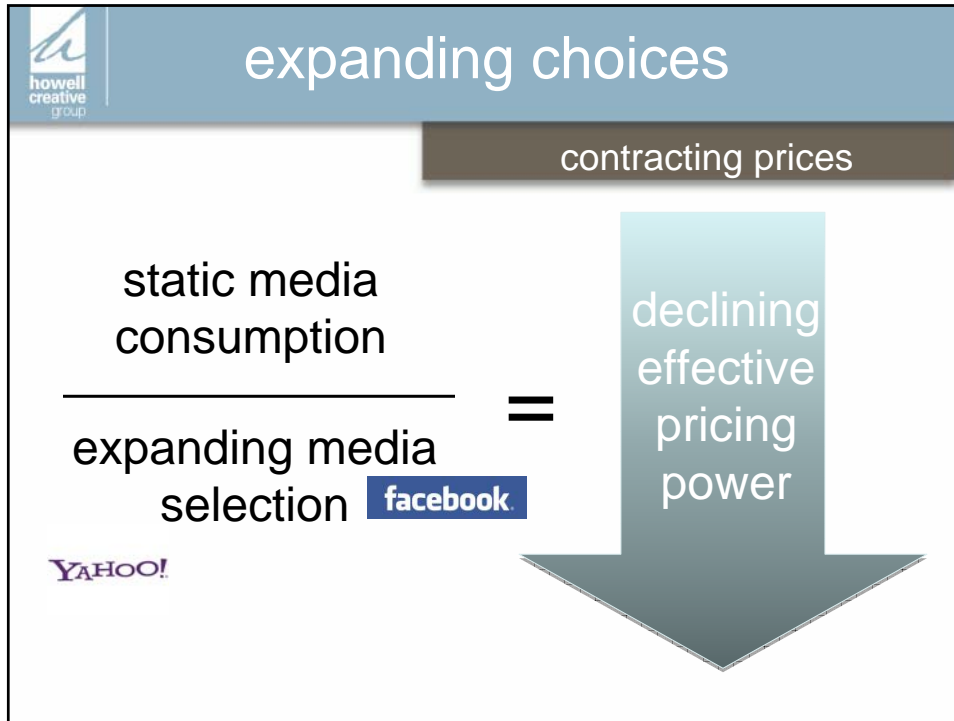 howell
creative
group
expanding choices
contracting prices
static media
consumption
=
expanding media
selection
facebook.
YAHOO!
declining
effective
pricing
power